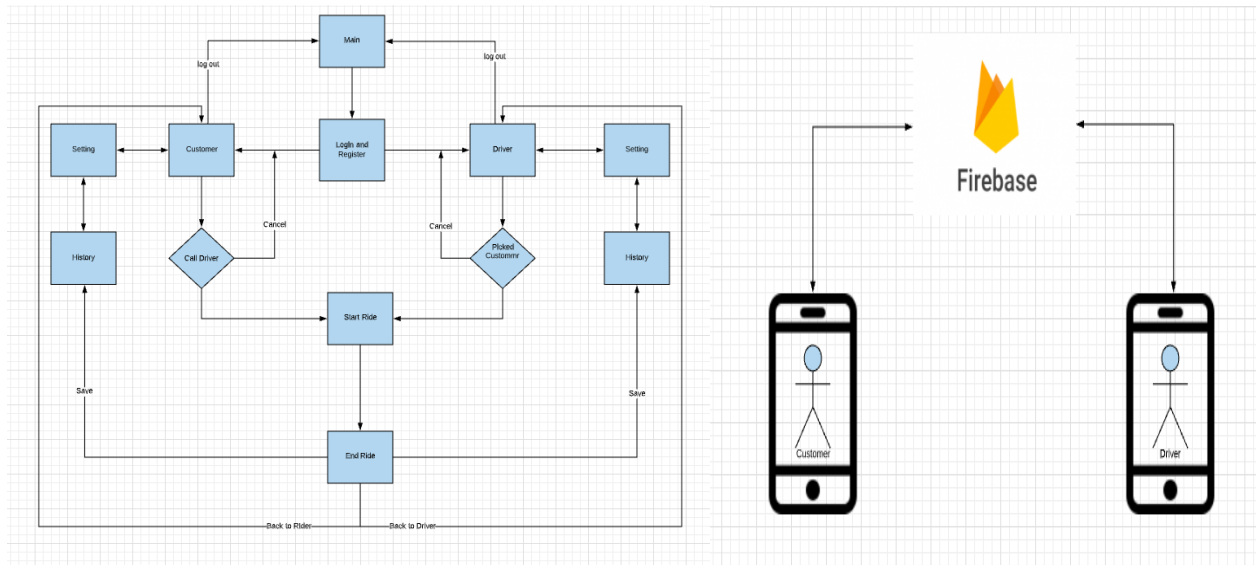 Main
log out
log out
Setting
Customer
Login and
Register
Driver
Setting
Cancel
Cancel
History
Call Driver
Picked
Custommr
History
Start Ride
Save
Save
End Ride
Back to Rider
Back to Driver
Firebase
Customer
Driver